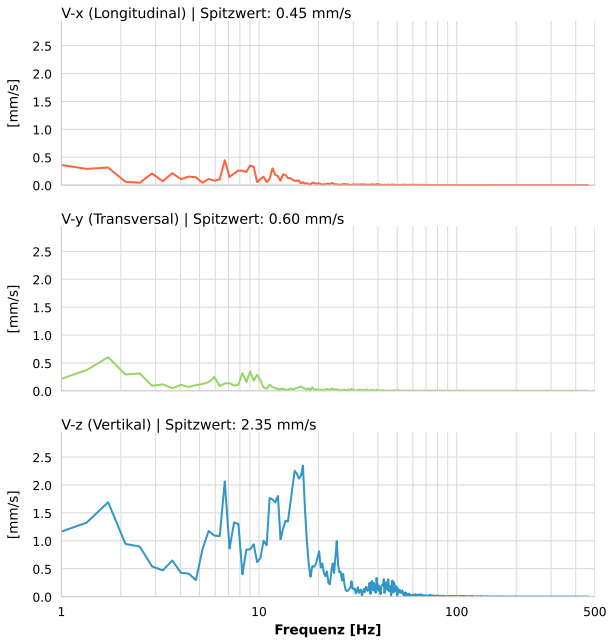 V-x (Longitudinal) | Spitzwert: 0.45 mm/s
2.5
2.0
1.5
1.0
0.5
0.0
[mm/s]
V-y (Transversal) | Spitzwert: 0.60 mm/s
2.5
2.0
1.5
1.0
0.5
0.0
[mm/s]
V-z (Vertikal) | Spitzwert: 2.35 mm/s
2.5
2.0
1.5
1.0
0.5
0.0
[mm/s]
1 10 100 500
Frequenz [Hz]